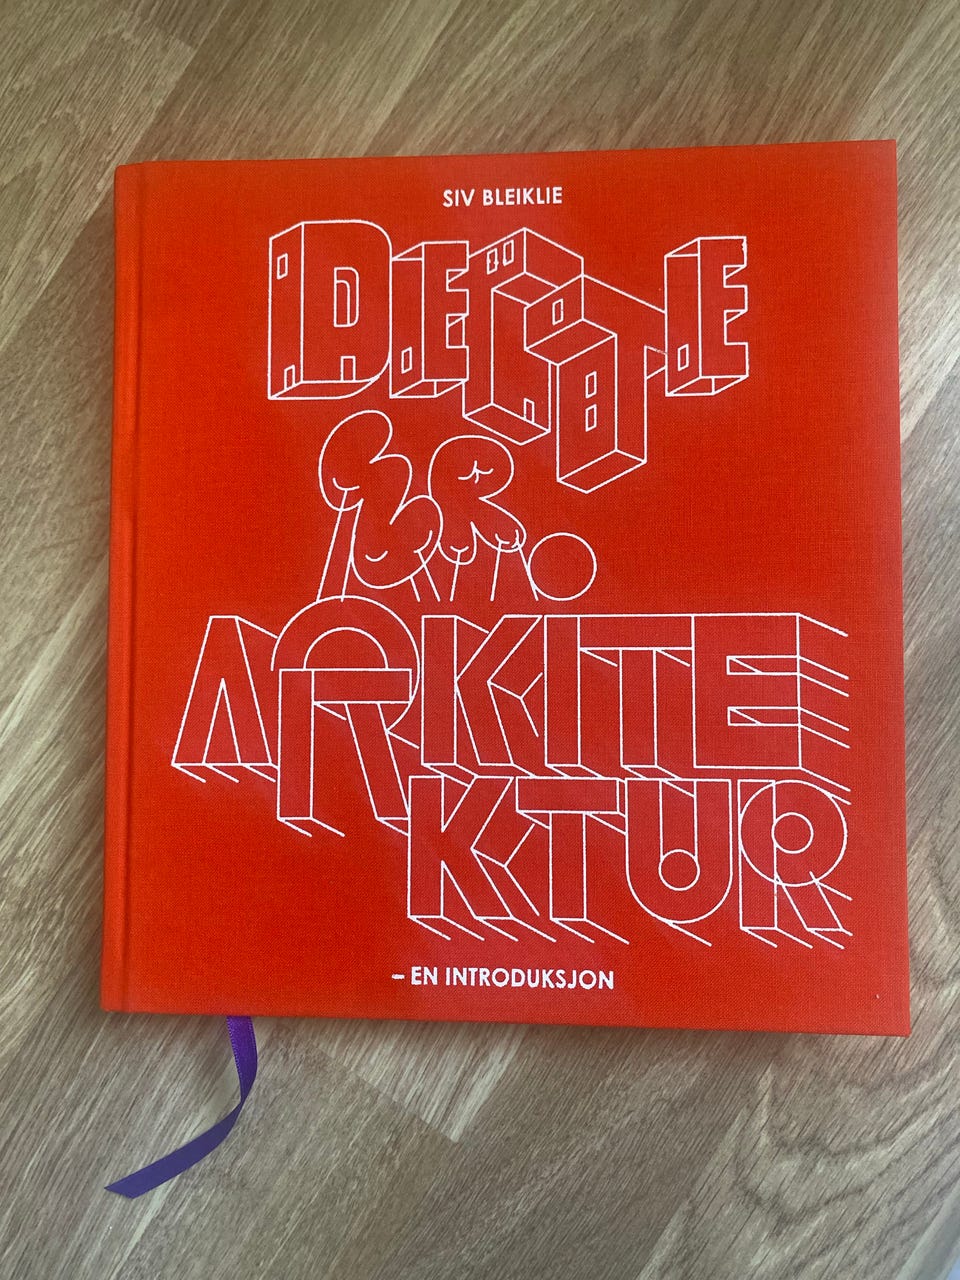 SIV BLEIKLIE
DETTE
ER
ARKITE
KTUR
– EN INTRODUKSJON